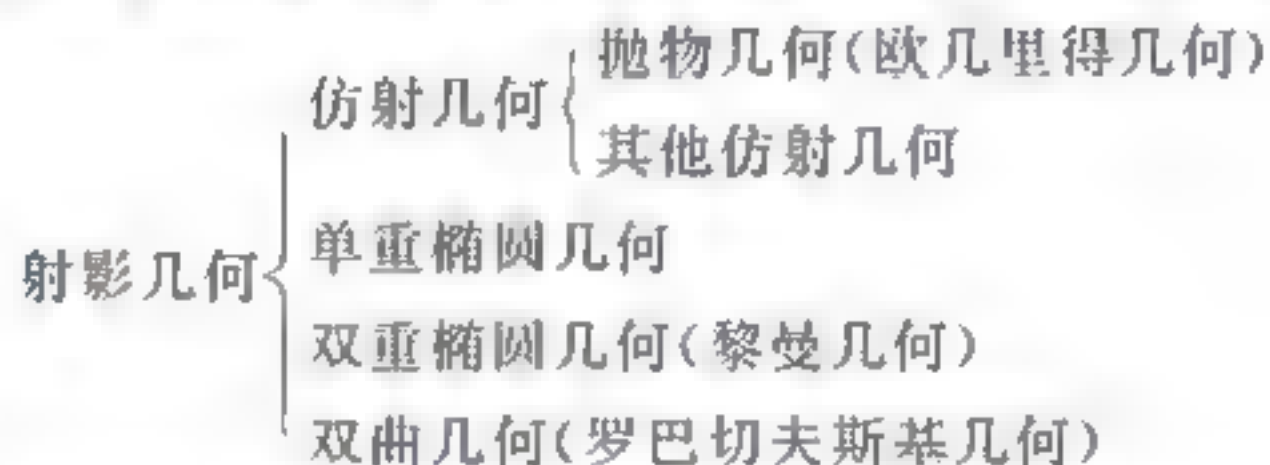 抛物几何(欧几里得几何)
仿射几何
其他仿射几何
单重椭圆几何
射影几何
双重椭圆几何(黎曼几何)
双曲几何(罗巴切夫斯基几何)